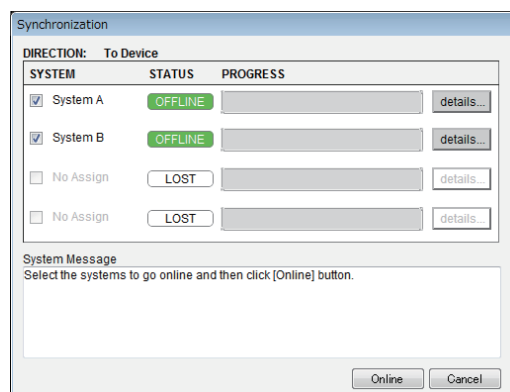 Synchronization
DIRECTION: To Device
SYSTEM STATUS PROGRESS
System A OFFLINE details...
System B OFFLINE details...
No Assign LOST details...
No Assign LOST details...
System Message
Select the systems to go online and then click [Online] button.
Online Cancel